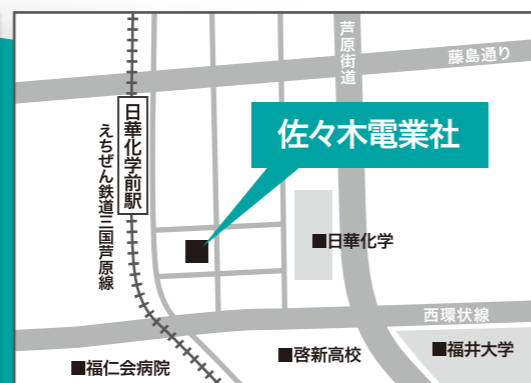 芦原街道
藤島通り
日華化学前駅
えちぜん鉄道三国芦原線
佐々木電業社
■日華化学
西環状線
■福仁会病院
■啓新高校
■福井大学